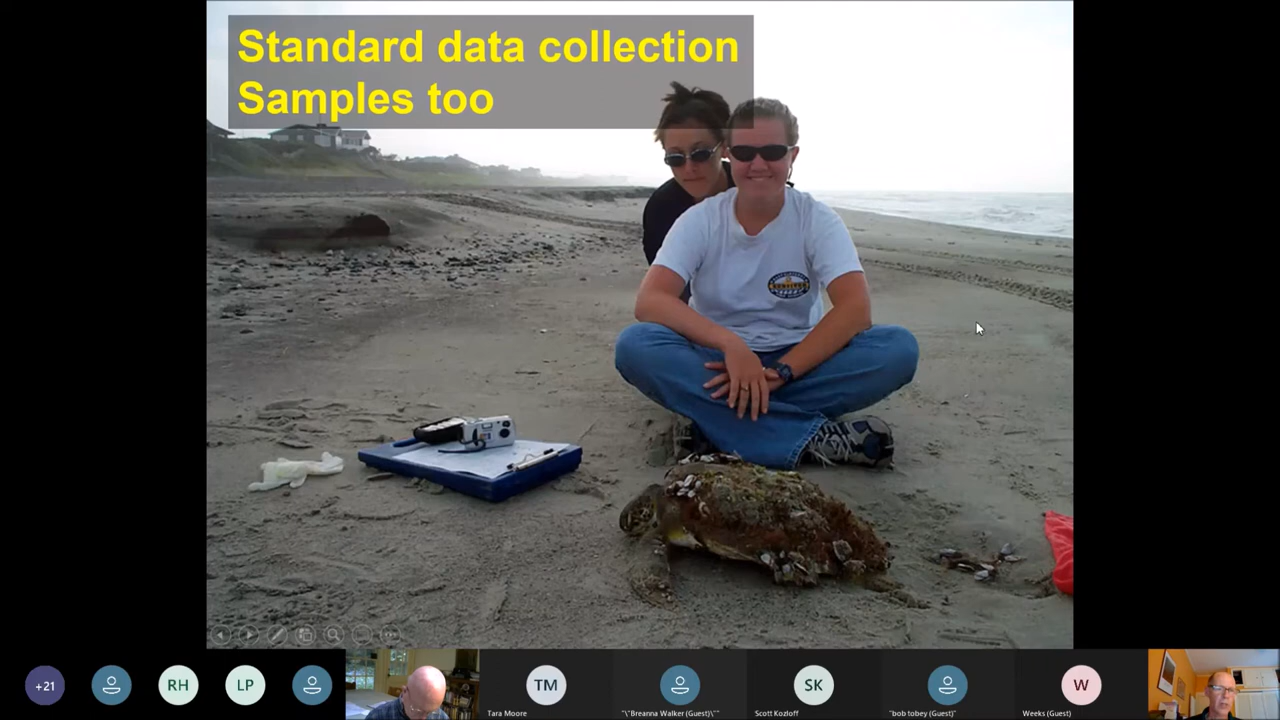 Standard data collection
Samples too
+21
RH
LP
TM
SK
W
Tara Moore
"\"Breanna Walker (Guest)\""
Scott Kozloff
"bob tobey (Guest)"
Weeks (Guest)